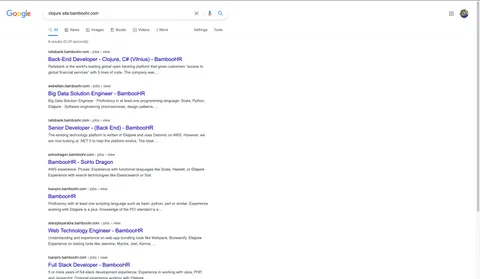 Google
clojure site:bamboohr.com
All News Images Books Videos More Settings Tools
9 results (0.29 seconds)
railsbank.bamboohr.com › jobs › view
Back-End Developer - Clojure, C# (Vilnius) - BambooHR
Railsbank is the world's leading global open banking platform that gives customers "access to
global financial services" with 5 lines of code. The company was ...
.bamboohr.com › jobs › view
Big Data Solution Engineer - BambooHR
Big Data Solution Engineer · Proficiency in at least one programming language: Scala, Python,
Clojure · Software engineering (microservices, design patterns, ...
railsbank.bamboohr.com › jobs › view
Senior Developer - (Back End) - BambooHR
The existing technology platform is written in Clojure and uses Datomic on AWS. However, we
are now looking at .NET 5 to help the platform evolve. The ideal ...
sohodragon.bamboohr.com › jobs › view
BambooHR - SoHo Dragon
AWS experience. Pluses: Experience with functional languages like Scala, Haskell, or Clojure.
Experience with search technologies like Elasticsearch or Solr.
.bamboohr.com › jobs › view
BambooHR
Proficiency with at least one scripting language such as bash, python, perl or similar. Experience
working with Clojure is a plus. Knowledge of the PCI standard is a ...
.bamboohr.com › jobs › view
Web Technology Engineer - BambooHR
Understanding and experience on web app bundling tools like Webpack, Browserify. Elegance
Experience on testing tools like Jasmine, Mocha, Jest, Karma, ...
.bamboohr.com › jobs › view
Full Stack Developer - BambooHR
5 or more years of full-stack development experience; Experience in working with Java, PHP,
and Javascript; Optional experience working with Clojure